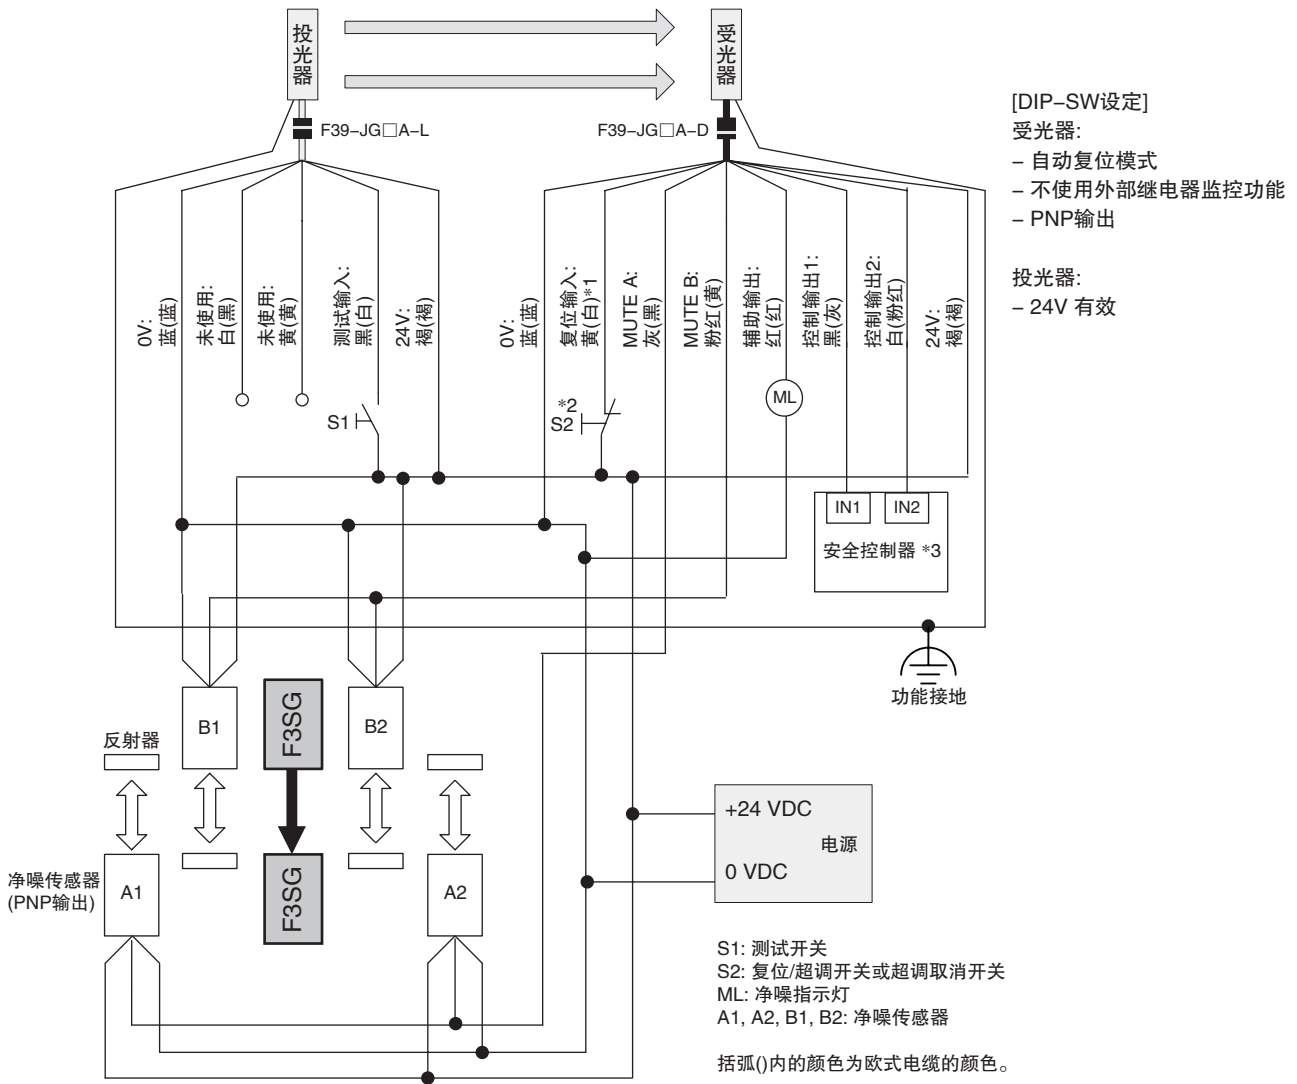 投光器
受光器
F39-JG□A-L
F39-JG□A-D
[DIP-SW设定]
受光器:
- 自动复位模式
- 不使用外部继电器监控功能
- PNP输出
投光器:
- 24V 有效
0V:
蓝(蓝)
未使用:
白(黑)
未使用:
黄(黄)
测试输入:
黑(白)
24V:
褐(褐)
0V:
蓝(蓝)
复位输入:
黄(白)*1
MUTE A:
灰(黑)
MUTE B:
粉红(黄)
辅助输出:
红(红)
控制输出1:
黑(灰)
控制输出2:
白(粉红)
24V:
褐(褐)
S1
*2
S2
ML
IN1
IN2
安全控制器 *3
功能接地
B1
F3SG
B2
反射器
净噪传感器
(PNP输出)
A1
F3SG
A2
+24 VDC
电源
0 VDC
S1: 测试开关
S2: 复位/超调开关或超调取消开关
ML: 净噪指示灯
A1, A2, B1, B2: 净噪传感器
括弧()内的颜色为欧式电缆的颜色。